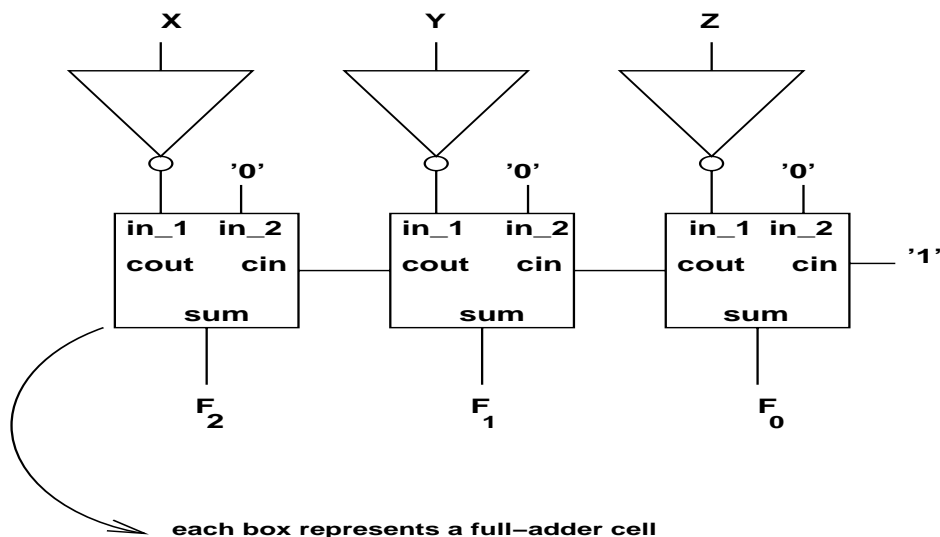 X Y Z
'0' '0' '0'
in_1 in_2 in_1 in_2 in_1 in_2
cout cin cout cin cout cin '1'
sum sum sum
F2 F1 F0
each box represents a full-adder cell